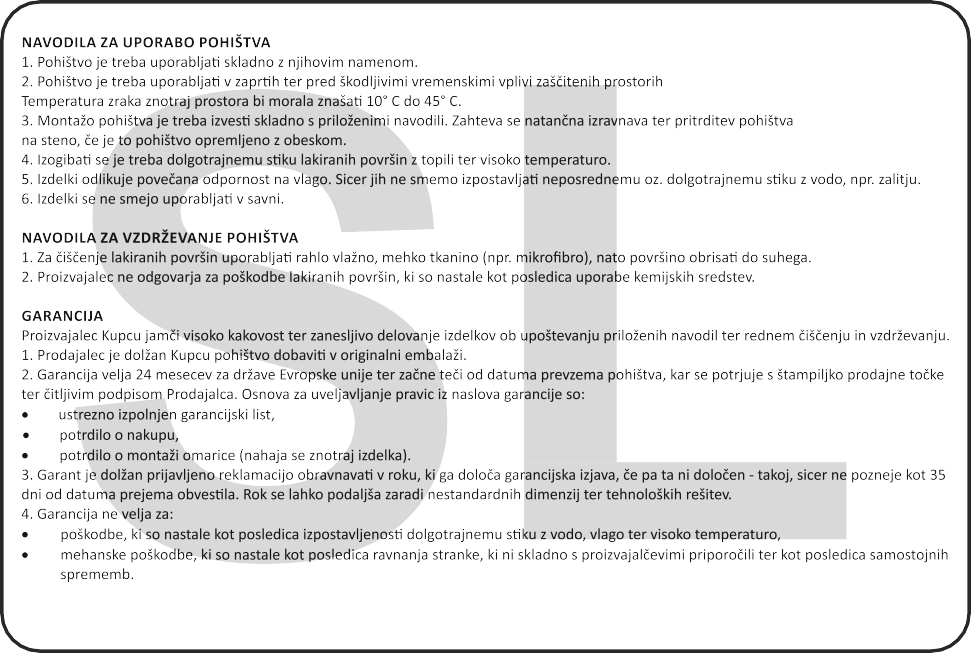 NAVODILA ZA UPORABO POHIŠTVA
1. Pohištvo je treba uporabljati skladno z njihovim namenom.
2. Pohištvo je treba uporabljati v zaprtih ter pred škodljivimi vremenskimi vplivi zaščitenih prostorih
Temperatura zraka znotraj prostora bi morala znašati 10° C do 45° C.
3. Montažo pohištva je treba izvesti skladno s priloženimi navodili. Zahteva se natančna izravnava ter pritrditev pohištva
na steno, če je to pohištvo opremljeno z obeskom.
4. Izogibati se je treba dolgotrajnemu stiku lakiranih površin z topili ter visoko temperaturo.
5. Izdelki odlikuje povečana odpornost na vlago. Sicer jih ne smemo izpostavljati neposrednemu oz. dolgotrajnemu stiku z vodo, npr. zalitju.
6. Izdelki se ne smejo uporabljati v savni.
NAVODILA ZA VZDRŽEVANJE POHIŠTVA
1. Za čiščenje lakiranih površin uporabljati rahlo vlažno, mehko tkanino (npr. mikrofibro), nato površino obrisati do suhega.
2. Proizvajalec ne odgovarja za poškodbe lakiranih površin, ki so nastale kot posledica uporabe kemijskih sredstev.
GARANCIJA
Proizvajalec Kupcu jamči visoko kakovost ter zanesljivo delovanje izdelkov ob upoštevanju priloženih navodil ter rednem čiščenju in vzdrževanju.
1. Prodajalec je dolžan Kupcu pohištvo dobaviti v originalni embalaži.
2. Garancija velja 24 mesecev za države Evropske unije ter začne teči od datuma prevzema pohištva, kar se potrjuje s štampiljko prodajne točke
ter čitljivim podpisom Prodajalca. Osnova za uveljavljanje pravic iz naslova garancije so:
• ustrezno izpolnjen garancijski list,
• potrdilo o nakupu,
• potrdilo o montaži omarice (nahaja se znotraj izdelka).
3. Garant je dolžan prijavljeno reklamacijo obravnavati v roku, ki ga določa garancijska izjava, če pa ta ni določen - takoj, sicer ne pozneje kot 35
dni od datuma prejema obvestila. Rok se lahko podaljša zaradi nestandardnih dimenzij ter tehnoloških rešitev.
4. Garancija ne velja za:
• poškodbe, ki so nastale kot posledica izpostavljenosti dolgotrajnemu stiku z vodo, vlago ter visoko temperaturo,
• mehanske poškodbe, ki so nastale kot posledica ravnanja stranke, ki ni skladno s proizvajalčevimi priporočili ter kot posledica samostojnih
sprememb.
SL